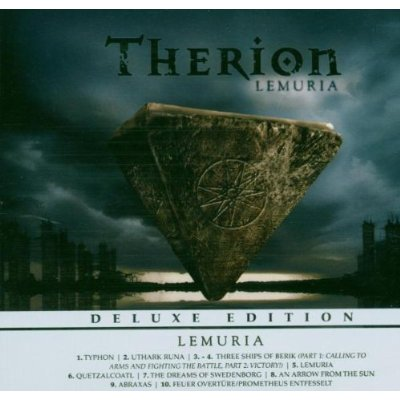 THERION
LEMURIA
DELUXE EDITION
LEMURIA
1. TYPHON | 2. UTHARK RUNA | 3. - 4. THREE SHIPS OF BERIK (PART 1: CALLING TO
ARMS AND FIGHTING THE BATTLE, PART 2: VICTORY!) | 5. LEMURIA
6. QUETZALCOATL | 7. THE DREAMS OF SWEDENBORG | 8. AN ARROW FROM THE SUN
9. ABRAXAS | 10. FEUER OVERTÜRE/PROMETHEUS ENTFESSELT